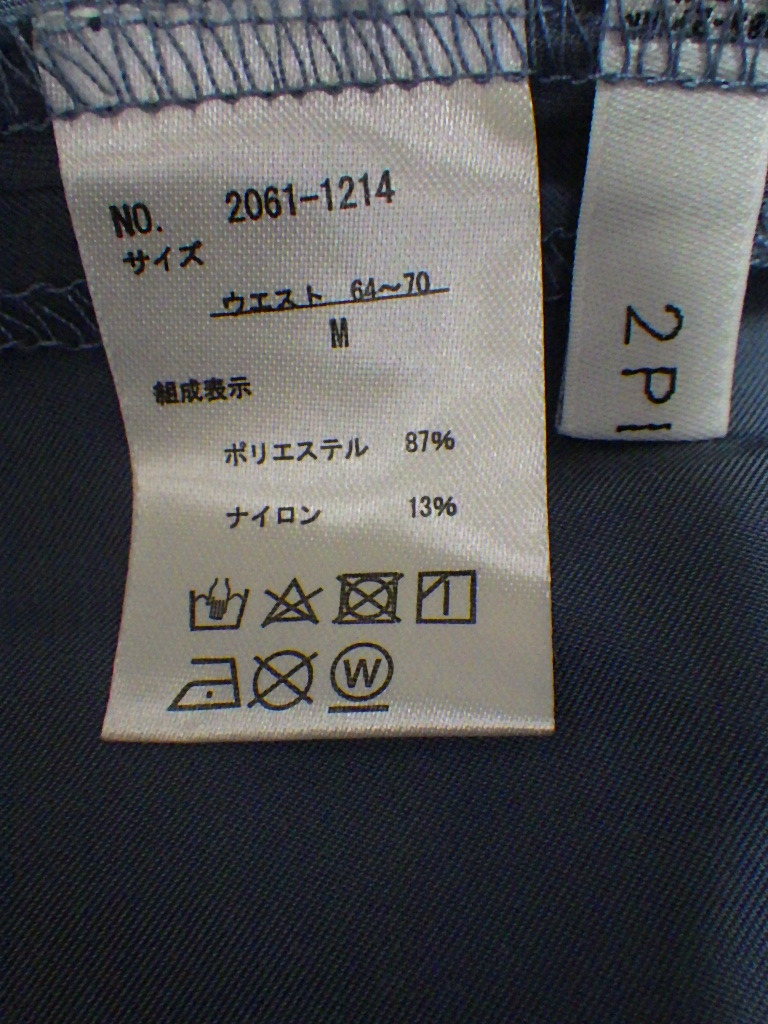 NO. 2061-1214
サイズ
ウエスト 64～70
M
組成表示
ポリエステル 87%
ナイロン 13%
W
2PI